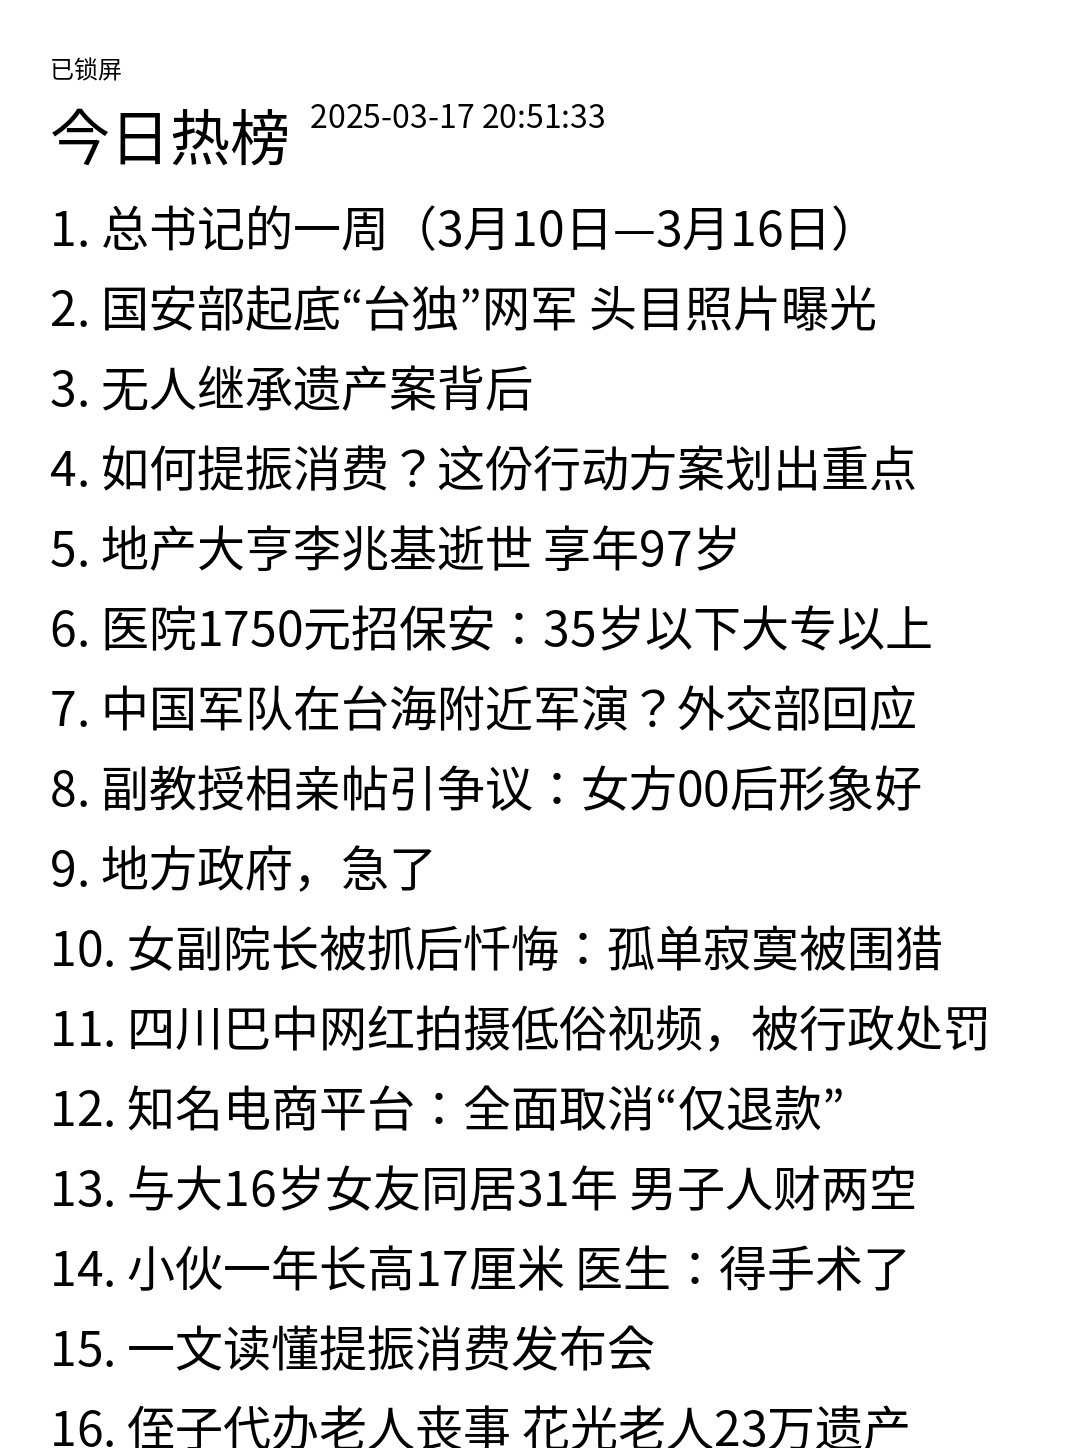 已锁屏
今日热榜 2025-03-17 20:51:33
1. 总书记的一周（3月10日—3月16日）
2. 国安部起底“台独”网军 头目照片曝光
3. 无人继承遗产案背后
4. 如何提振消费？这份行动方案划出重点
5. 地产大亨李兆基逝世 享年97岁
6. 医院1750元招保安：35岁以下大专以上
7. 中国军队在台海附近军演？外交部回应
8. 副教授相亲帖引争议：女方00后形象好
9. 地方政府，急了
10. 女副院长被抓后忏悔：孤单寂寞被围猎
11. 四川巴中网红拍摄低俗视频，被行政处罚
12. 知名电商平台：全面取消“仅退款”
13. 与大16岁女友同居31年 男子人财两空
14. 小伙一年长高17厘米 医生：得手术了
15. 一文读懂提振消费发布会
16. 侄子代办老人丧事 花光老人23万遗产